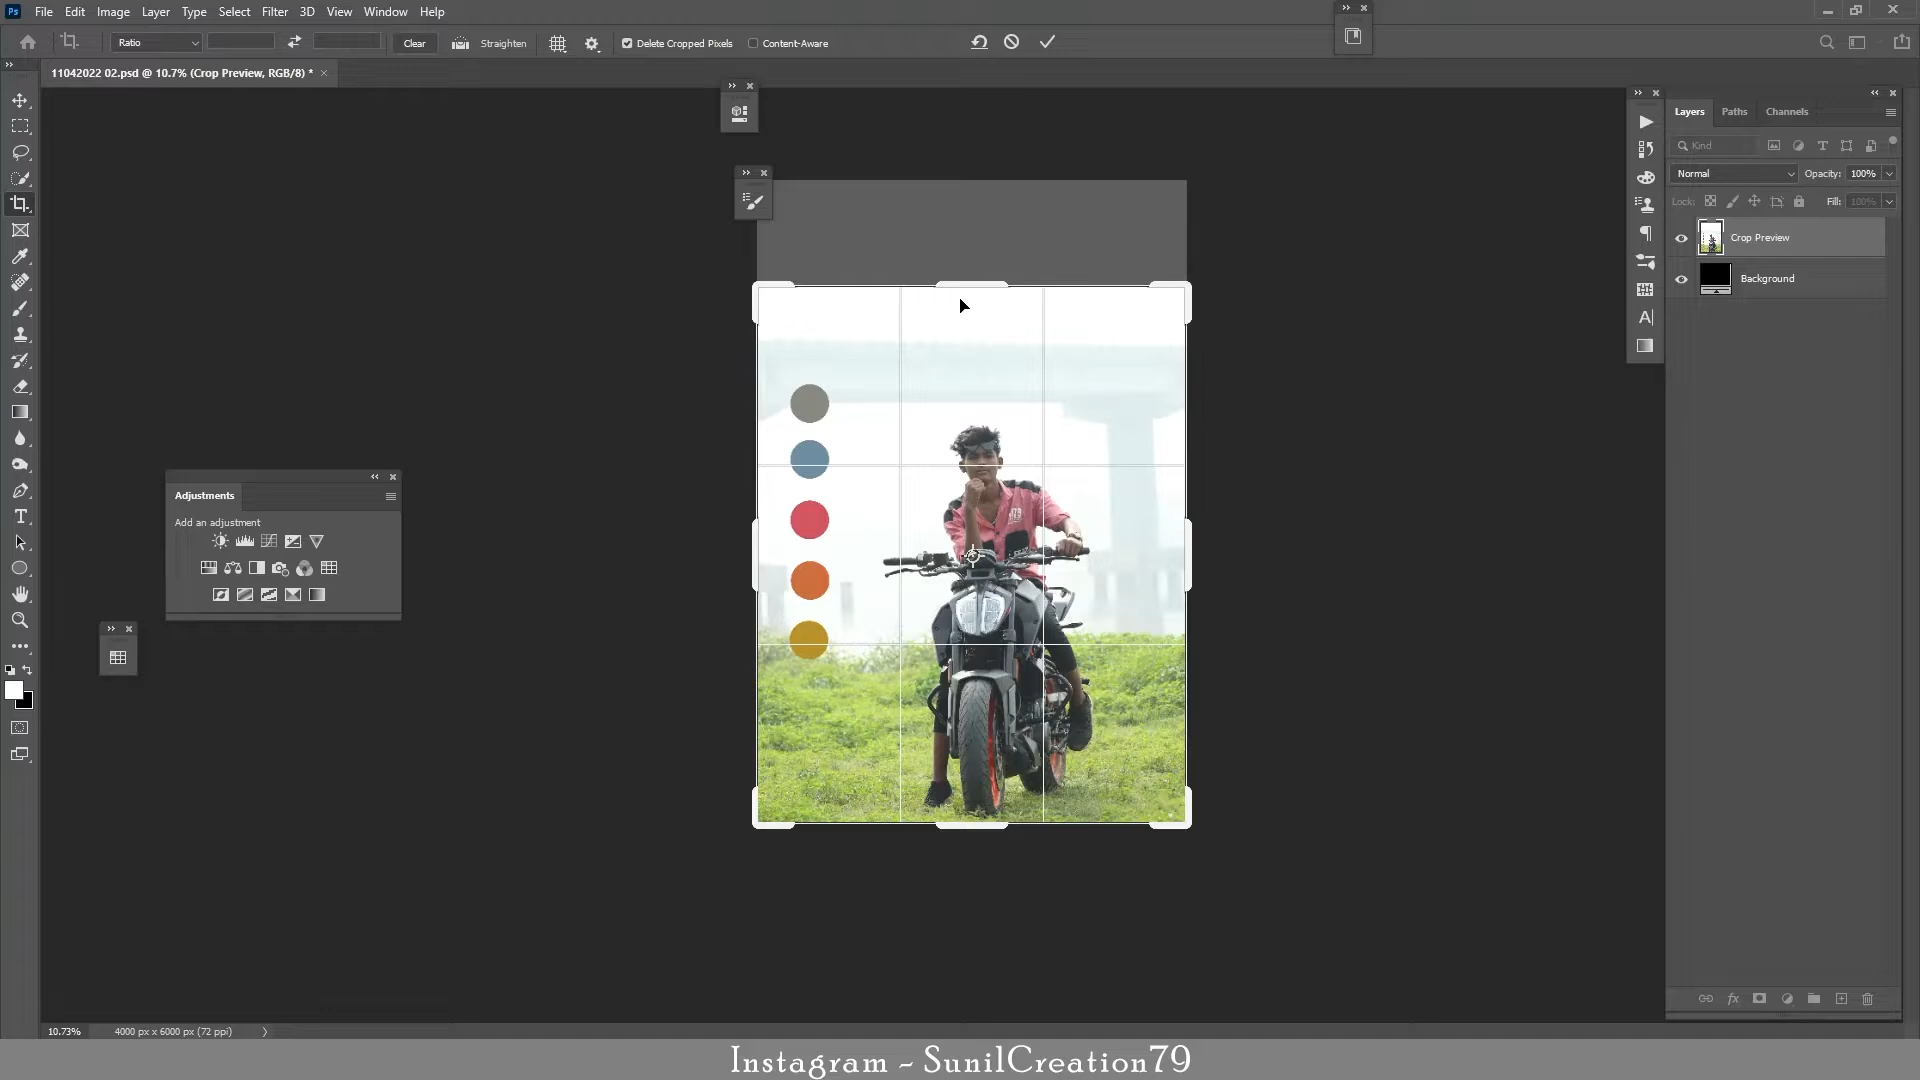 Ps File Edit Image Layer Type Select Filter 3D View Window Help
Ratio Clear Straighten Delete Cropped Pixels Content-Aware
11042022 02.psd @ 10.7% (Crop Preview, RGB/8) *
Layers Paths Channels
Kind
Normal Opacity: 100%
Lock: Fill: 100%
Crop Preview
Background
Adjustments
Add an adjustment
10.73% 4000 px x 6000 px (72 ppi)
Instagram - SunilCreation79